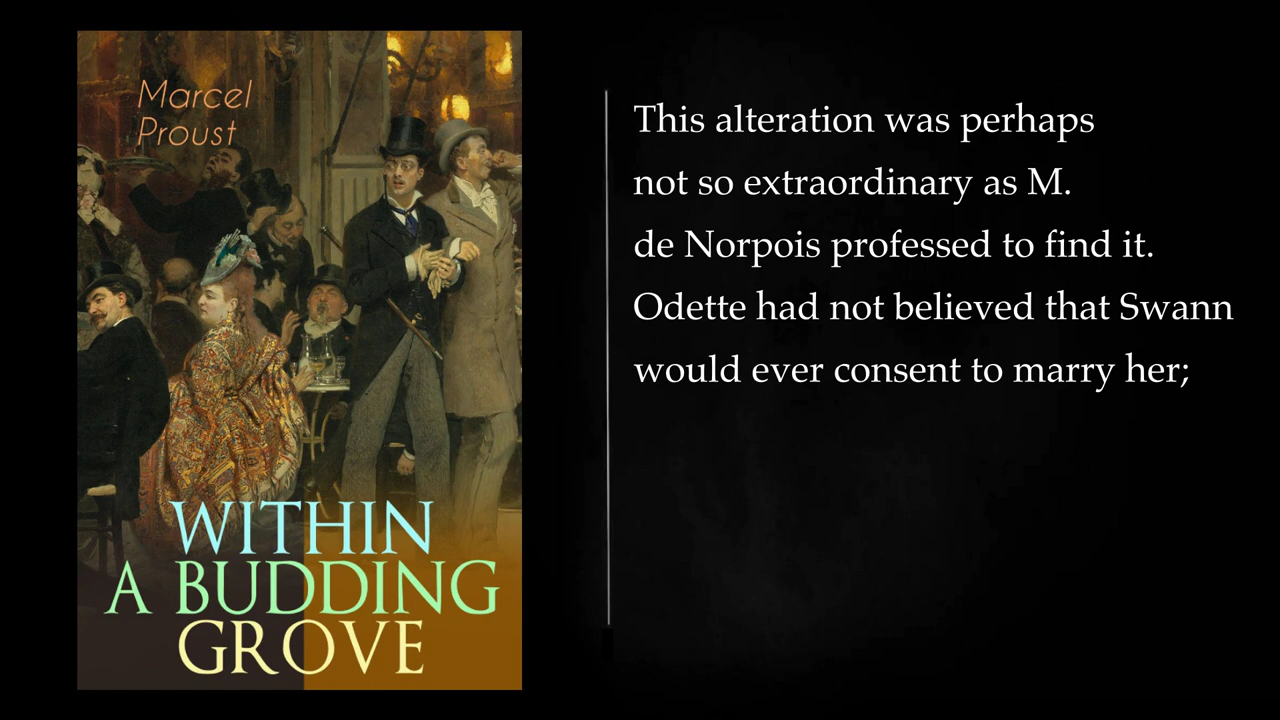 Marcel
Proust
WITHIN
A BUDDING
GROVE
This alteration was perhaps
not so extraordinary as M.
de Norpois professed to find it.
Odette had not believed that Swann
would ever consent to marry her;